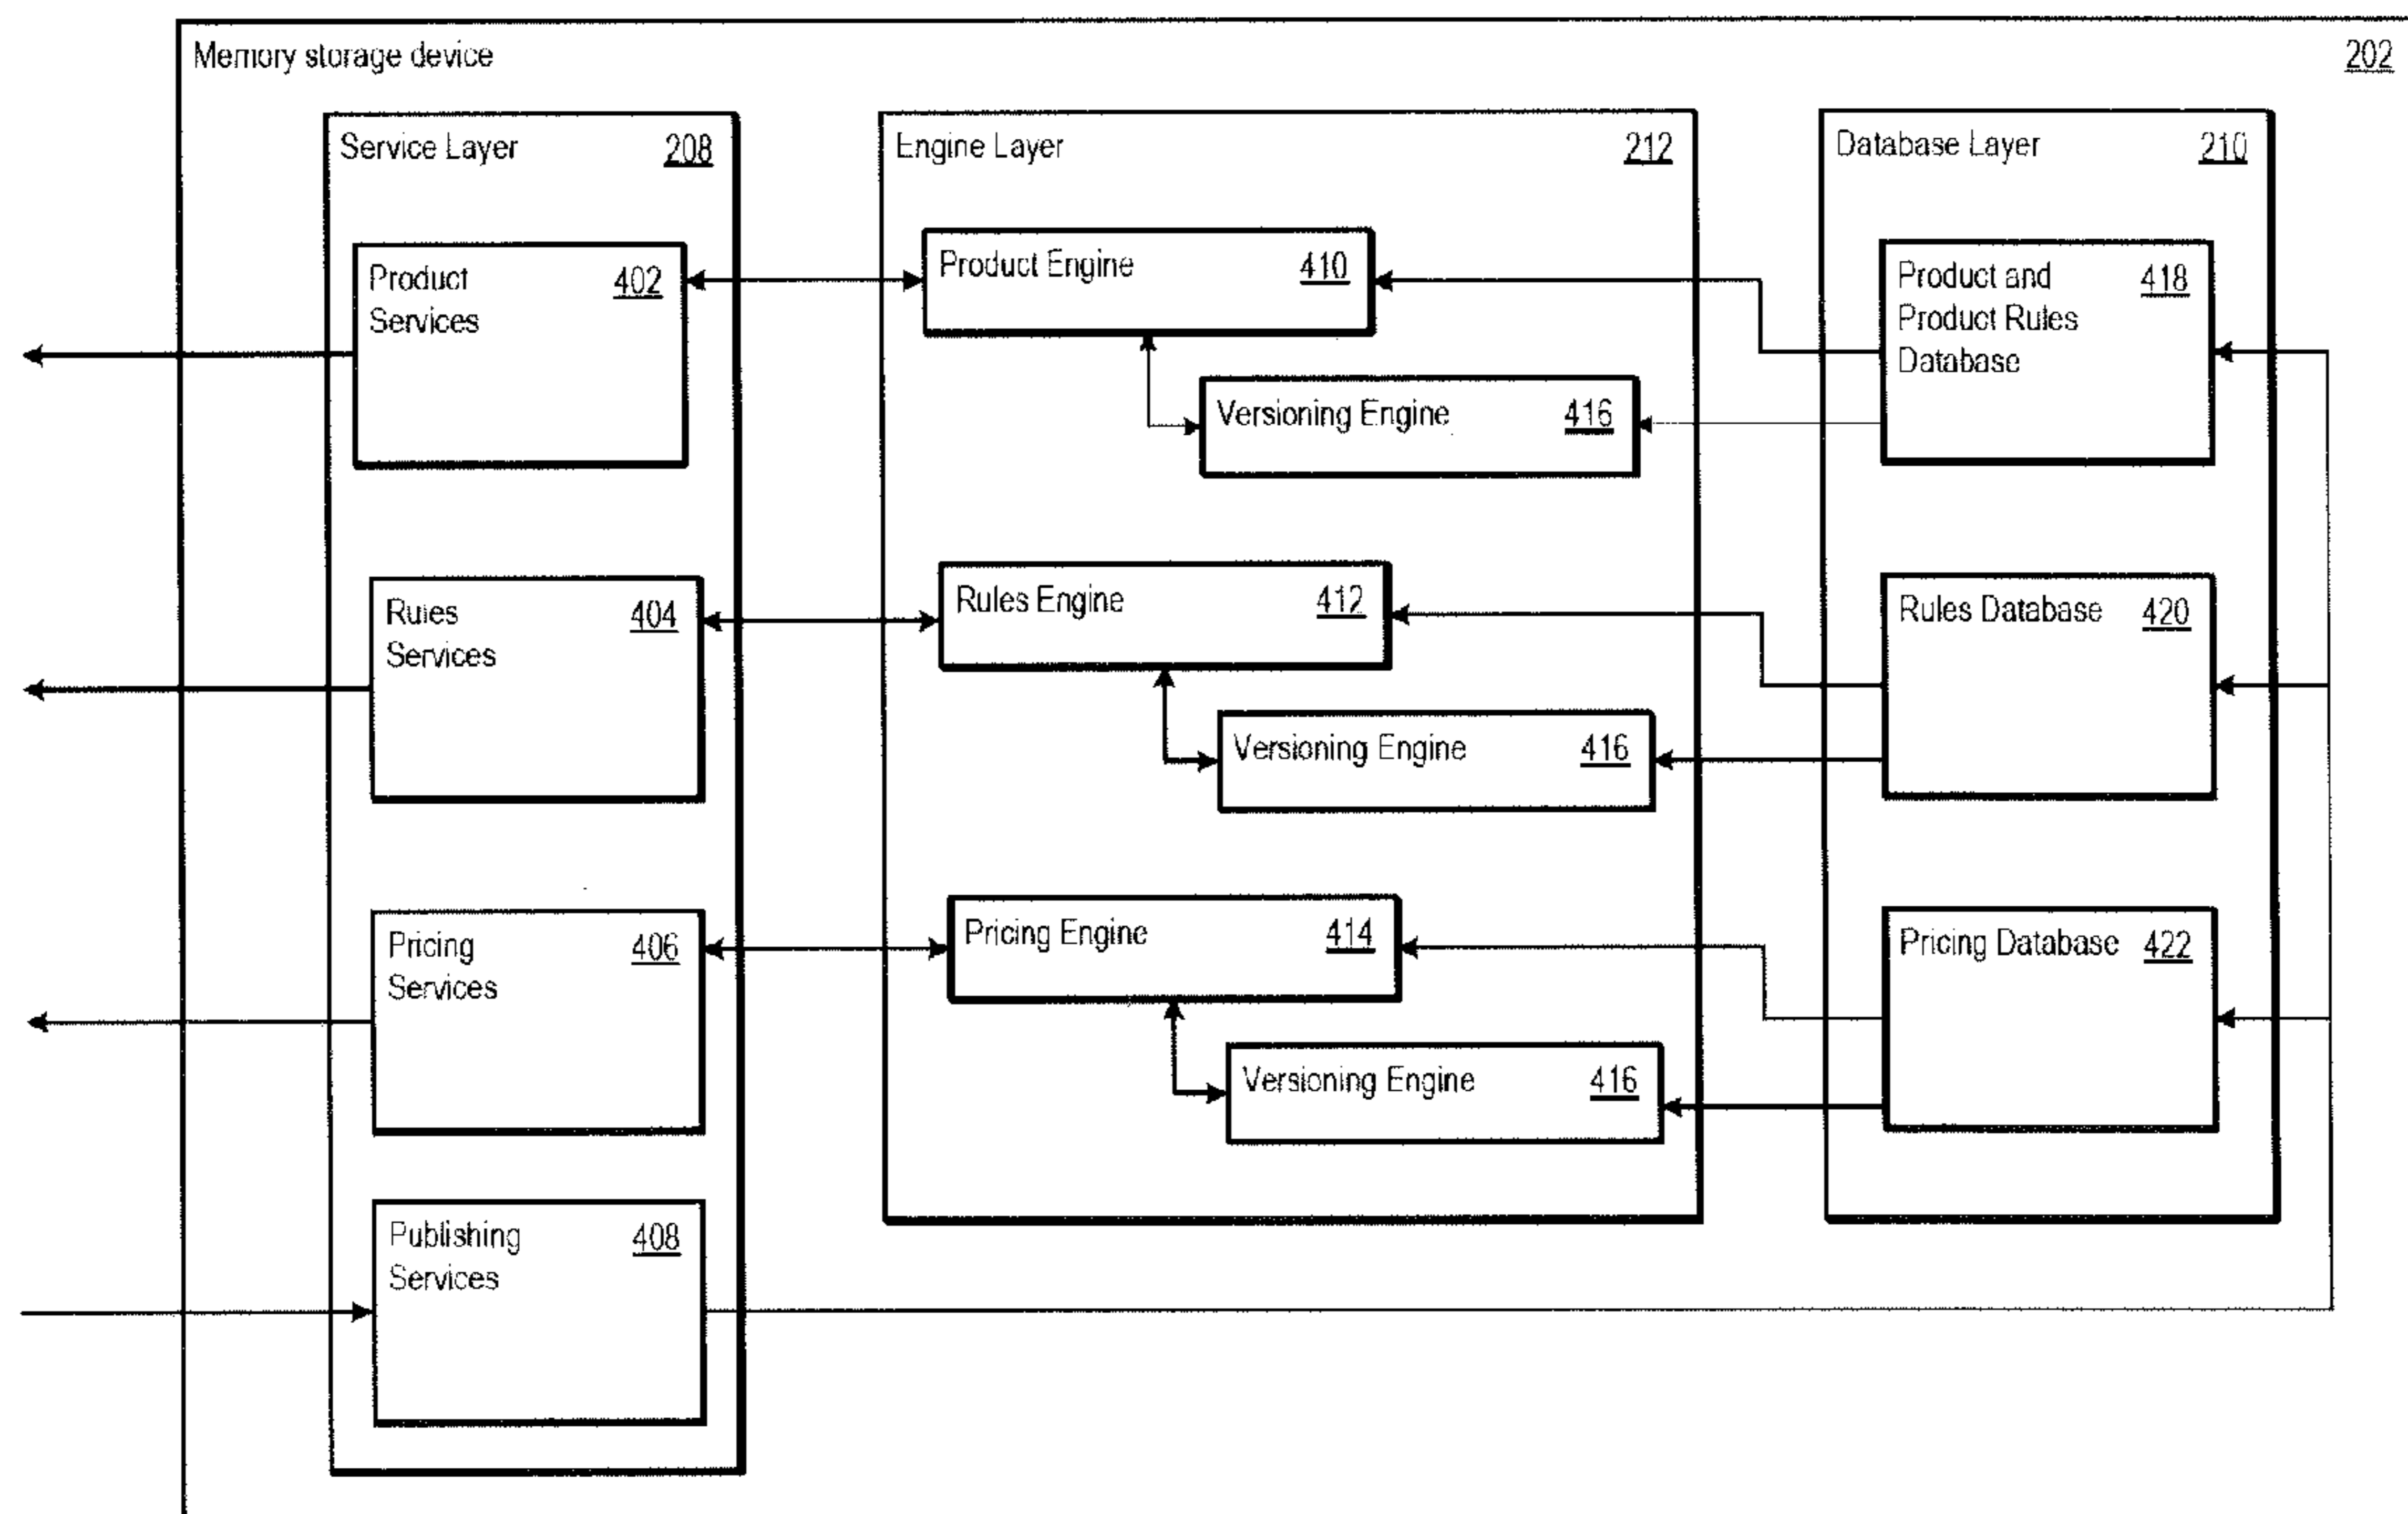 Memory storage device 202
Service Layer 208
Product 402
Services
Rules 404
Services
Pricing 406
Services
Publishing 408
Services
Engine Layer 212
Product Engine 410
Versioning Engine 416
Rules Engine 412
Versioning Engine 416
Pricing Engine 414
Versioning Engine 416
Database Layer 210
Product and 418
Product Rules
Database
Rules Database 420
Pricing Database 422